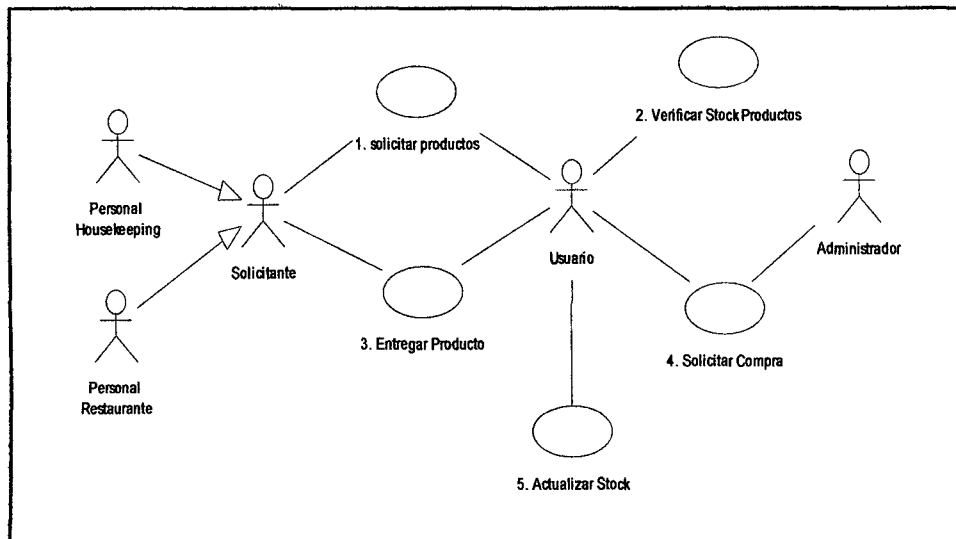 2. Verificar Stock Productos
1. solicitar productos
Personal
Housekeeping
Solicitante
Usuario
Administrador
3. Entregar Producto
4. Solicitar Compra
Personal
Restaurante
5. Actualizar Stock